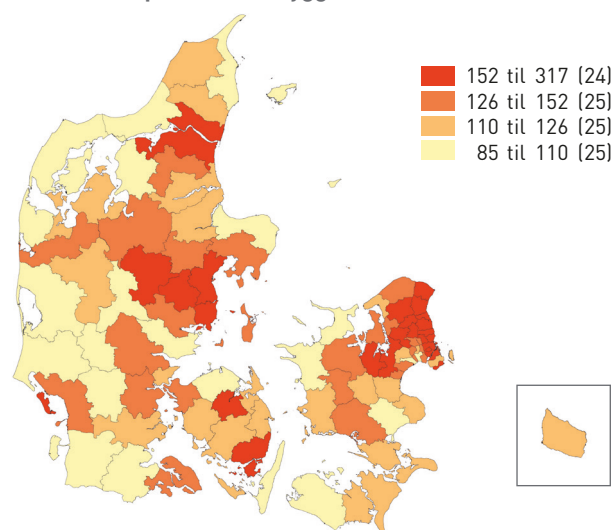 152 til 317 (24)
126 til 152 (25)
110 til 126 (25)
85 til 110 (25)